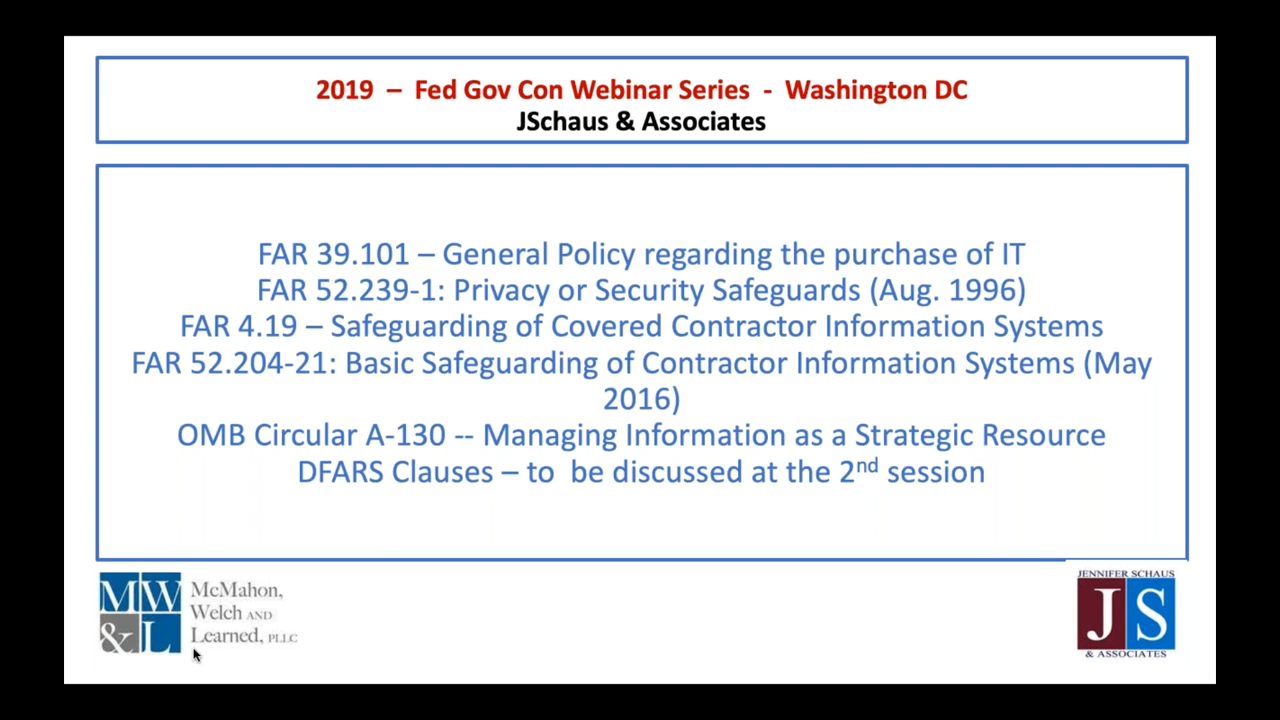 2019 – Fed Gov Con Webinar Series - Washington DC
JSchaus & Associates
FAR 39.101 – General Policy regarding the purchase of IT
FAR 52.239-1: Privacy or Security Safeguards (Aug. 1996)
FAR 4.19 – Safeguarding of Covered Contractor Information Systems
FAR 52.204-21: Basic Safeguarding of Contractor Information Systems (May
2016)
OMB Circular A-130 -- Managing Information as a Strategic Resource
DFARS Clauses – to be discussed at the 2nd session
MW
&L
McMahon,
Welch AND
Learned, PLLC
JENNIFER SCHAUS
JS
& ASSOCIATES